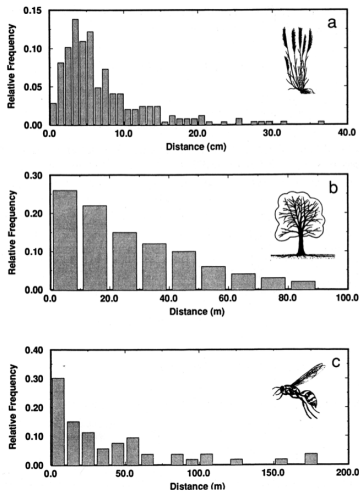 a
0.15
0.10
0.05
0.00
Relative Frequency
0.0 10.0 20.0 30.0 40.0
Distance (cm)
b
0.30
0.20
0.10
0.00
Relative Frequency
0.0 20.0 40.0 60.0 80.0 100.0
Distance (m)
c
0.40
0.30
0.20
0.10
0.00
Relative Frequency
0.0 50.0 100.0 150.0 200.0
Distance (m)